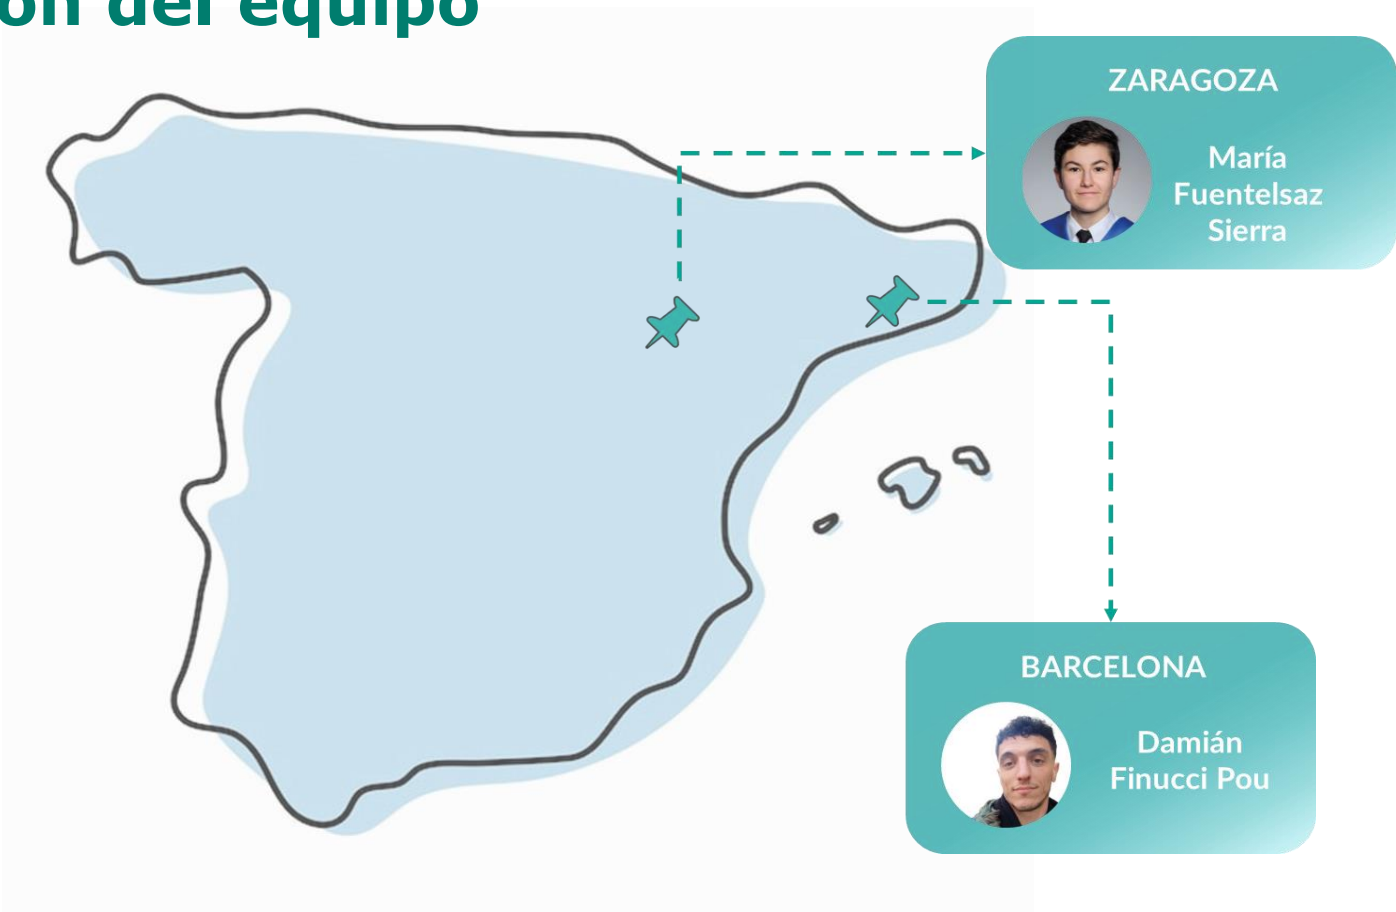 ón del equipo
ZARAGOZA
María
Fuentelsaz
Sierra
BARCELONA
Damián
Finucci Pou